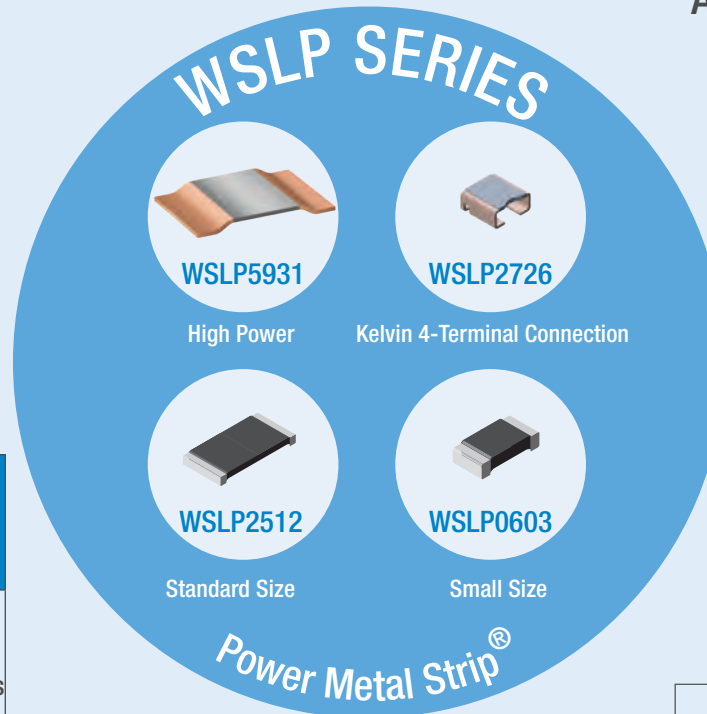 A
WSLP SERIES
WSLP5931
WSLP2726
High Power
Kelvin 4-Terminal Connection
WSLP2512
WSLP0603
Standard Size
Small Size
s
Power Metal Strip®